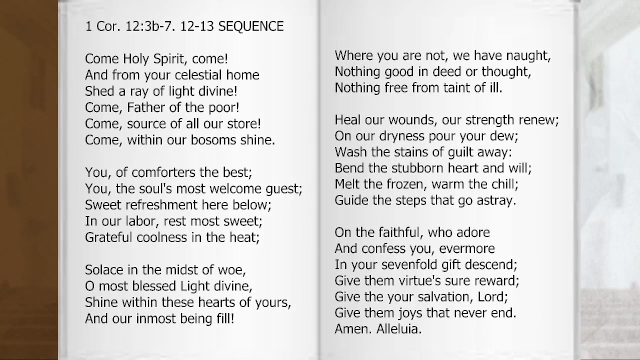 1 Cor. 12:3b-7. 12-13 SEQUENCE
Come Holy Spirit, come!
And from your celestial home
Shed a ray of light divine!
Come, Father of the poor!
Come, source of all our store!
Come, within our bosoms shine.
You, of comforters the best;
You, the soul's most welcome guest;
Sweet refreshment here below;
In our labor, rest most sweet;
Grateful coolness in the heat;
Solace in the midst of woe,
O most blessed Light divine,
Shine within these hearts of yours,
And our inmost being fill!
Where you are not, we have naught,
Nothing good in deed or thought,
Nothing free from taint of ill.
Heal our wounds, our strength renew;
On our dryness pour your dew;
Wash the stains of guilt away:
Bend the stubborn heart and will;
Melt the frozen, warm the chill;
Guide the steps that go astray.
On the faithful, who adore
And confess you, evermore
In your sevenfold gift descend;
Give them virtue's sure reward;
Give the your salvation, Lord;
Give them joys that never end.
Amen. Alleluia.